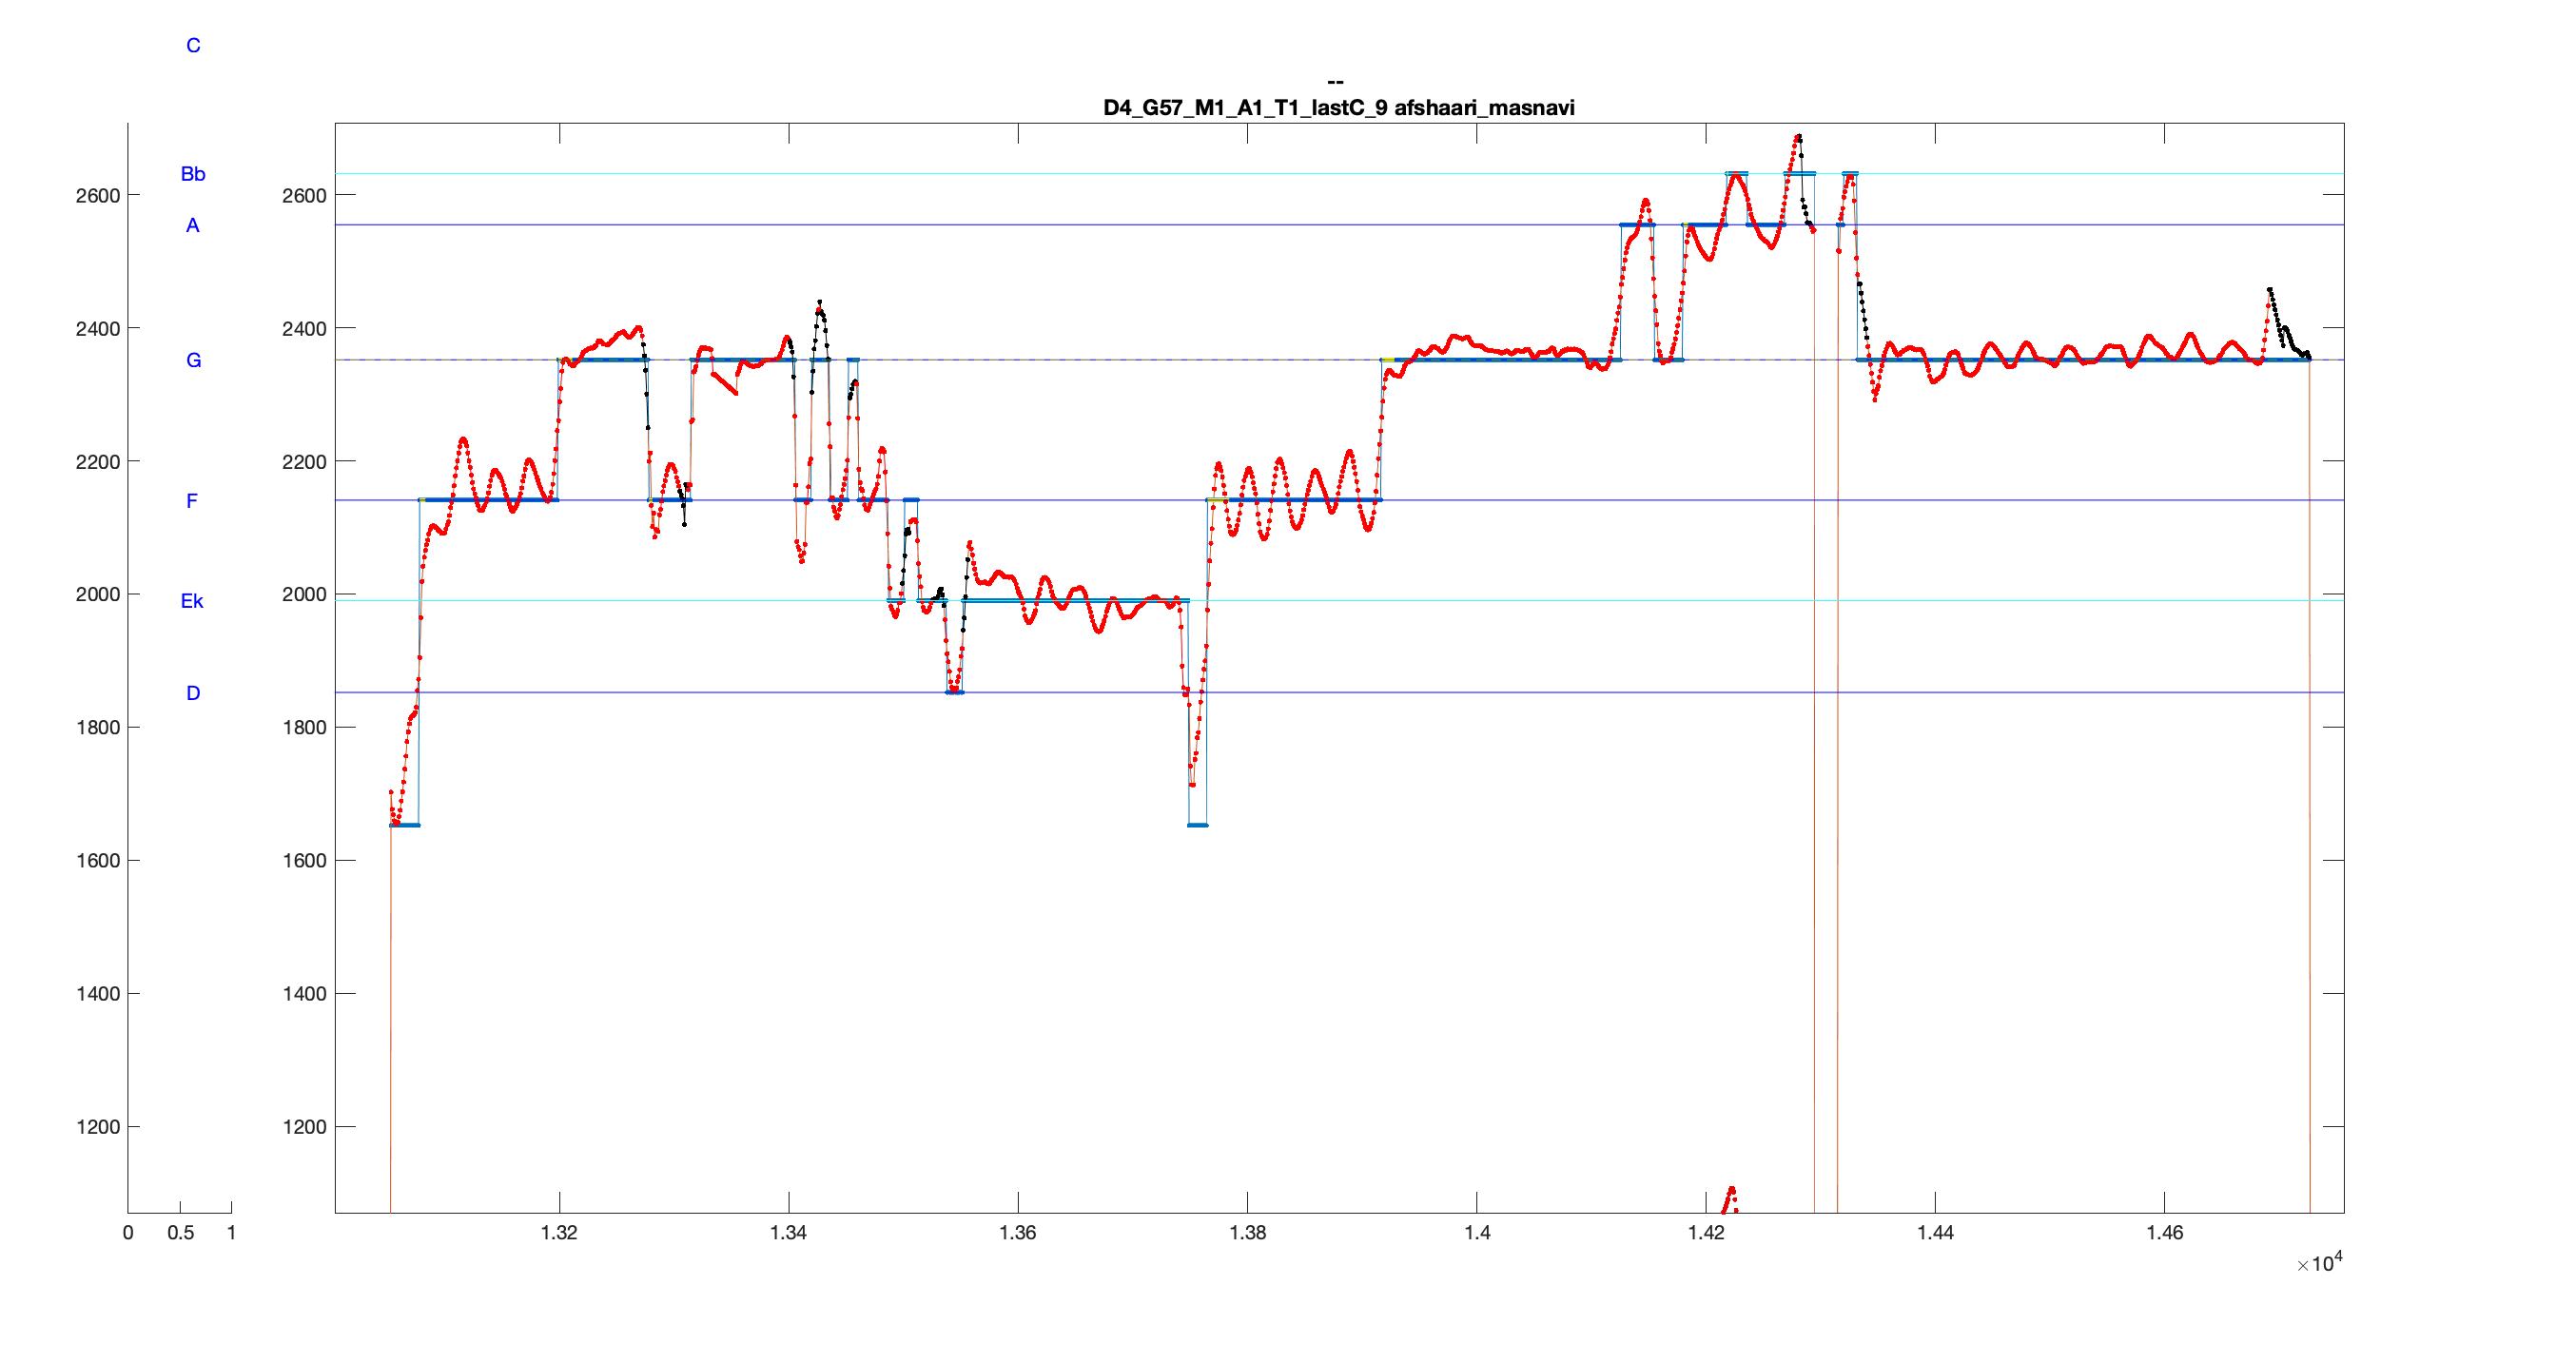 C
--
D4_G57_M1_A1_T1_lastC_9 afshaari_masnavi
Bb
2600 2600
A
2400 2400
G
2200 2200
F
2000 Ek 2000
D
1800 1800
1600 1600
1400 1400
1200 1200
0 0.5 1 1.32 1.34 1.36 1.38 1.4 1.42 1.44 1.46
×10^4